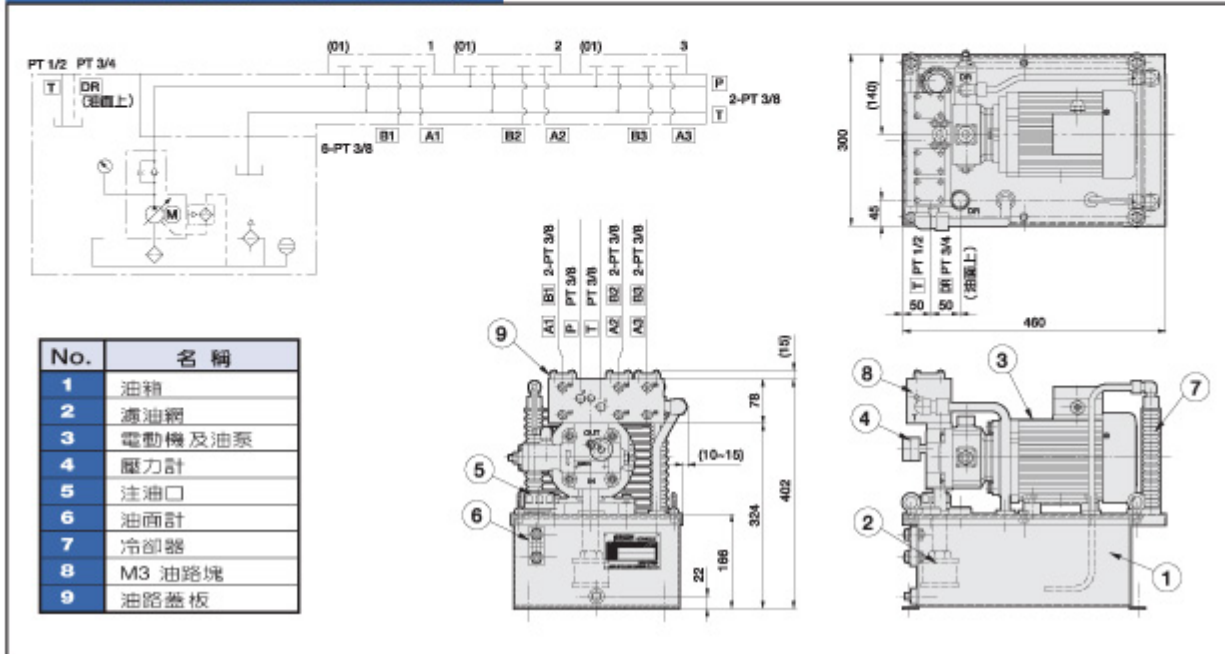 (01) 1 (01) 2 (01) 3
PT 1/2 PT 3/4
T DR
(油面上)
P
2-PT 3/8
T
B1 A1 B2 A2 B3 A3
6-PT 3/8
M
(140)
300
45
DR
DR
T PT 1/2
DR PT 3/4
(油面上)
50 50
460
A1 B1 2-PT 3/8
P PT 3/8
T PT 3/8
A2 B2 2-PT 3/8
A3 B3 2-PT 3/8
9
(15)
78
OUT
IN
(10~15)
5
6
402
324
166
22
8
3
7
4
2
1
No. 名 稱
1 油箱
2 濾油網
3 電動機及油泵
4 壓力計
5 注油口
6 油面計
7 冷卻器
8 M3 油路塊
9 油路蓋板